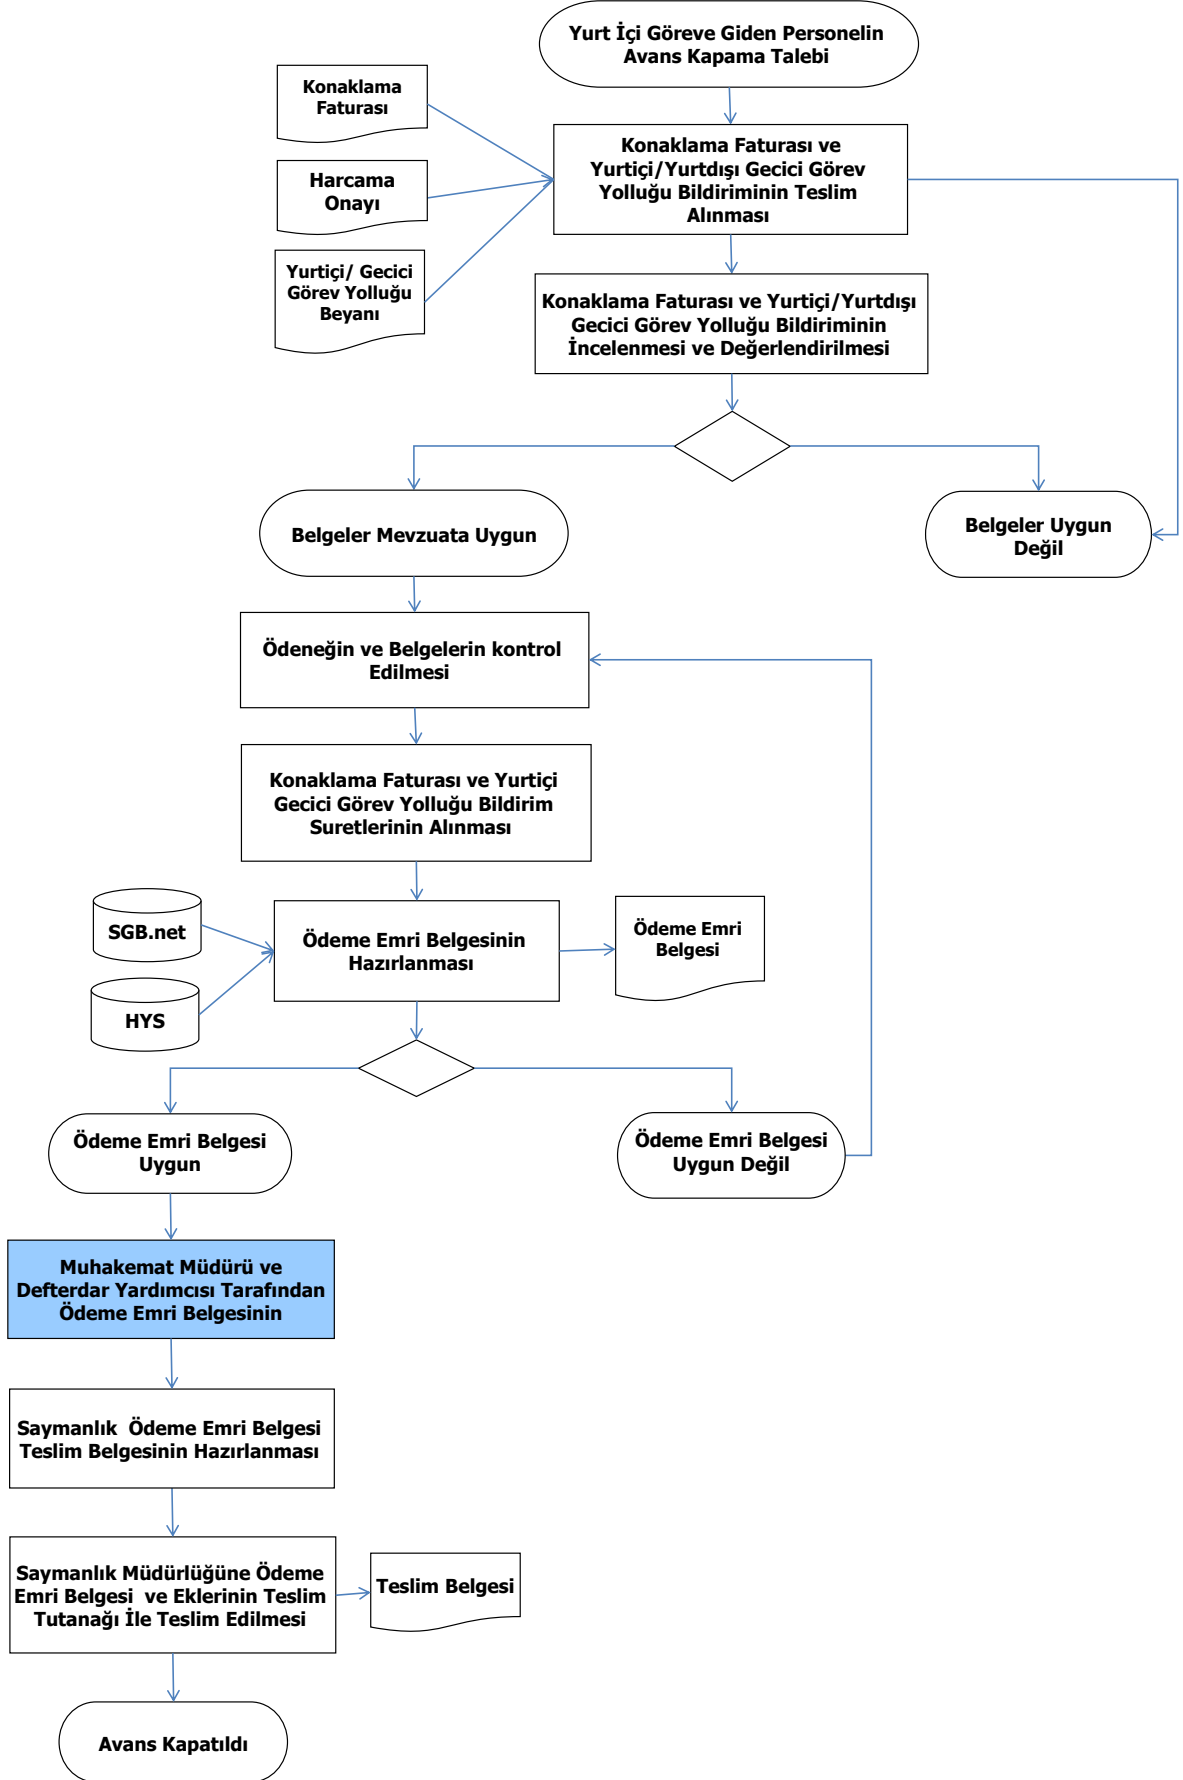 Yurt İçi Göreve Giden Personelin
Avans Kapama Talebi
Konaklama
Faturası
Konaklama Faturası ve
Yurtiçi/Yurtdışı Gecici Görev
Yolluğu Bildiriminin Teslim
Alınması
Harcama
Onayı
Yurtiçi/ Gecici
Görev Yolluğu
Beyanı
Konaklama Faturası ve Yurtiçi/Yurtdışı
Gecici Görev Yolluğu Bildiriminin
İncelenmesi ve Değerlendirilmesi
Belgeler Mevzuata Uygun
Belgeler Uygun
Değil
Ödeneğin ve Belgelerin kontrol
Edilmesi
Konaklama Faturası ve Yurtiçi
Gecici Görev Yolluğu Bildirim
Suretlerinin Alınması
SGB.net
HYS
Ödeme Emri Belgesinin
Hazırlanması
Ödeme Emri
Belgesi
Ödeme Emri Belgesi
Uygun
Ödeme Emri Belgesi
Uygun Değil
Muhakemat Müdürü ve
Defterdar Yardımcısı Tarafından
Ödeme Emri Belgesinin
Saymanlık Ödeme Emri Belgesi
Teslim Belgesinin Hazırlanması
Saymanlık Müdürlüğüne Ödeme
Emri Belgesi ve Eklerinin Teslim
Tutanağı İle Teslim Edilmesi
Teslim Belgesi
Avans Kapatıldı